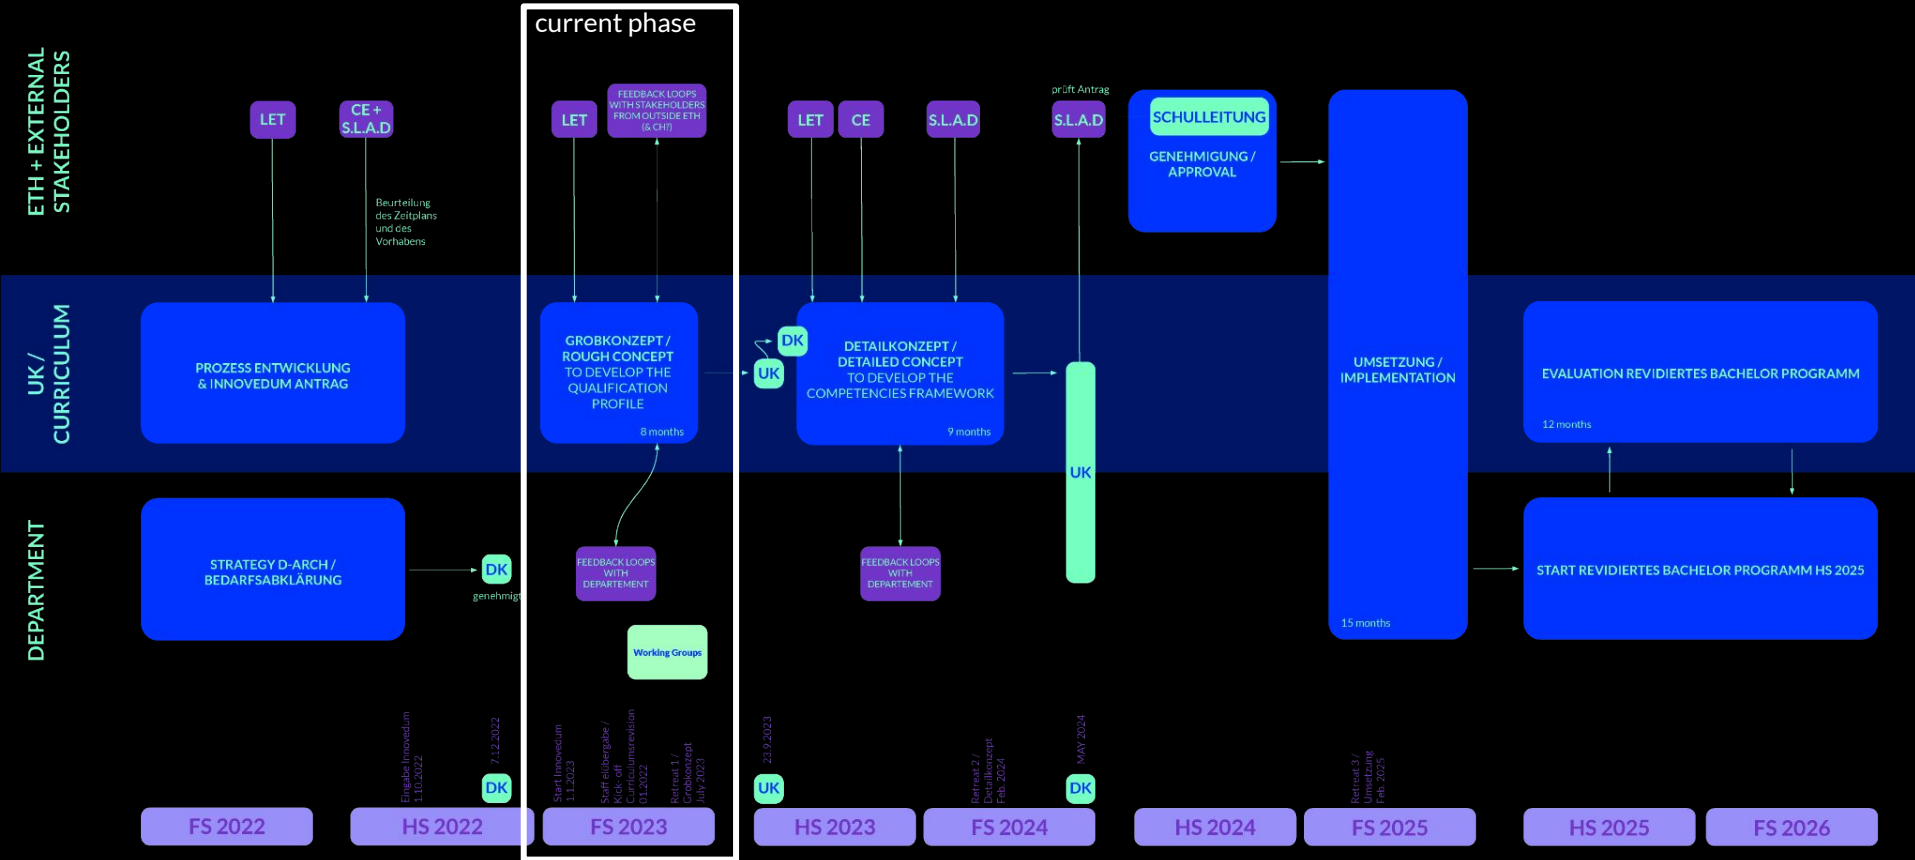 current phase
ETH + EXTERNAL
STAKEHOLDERS
LET
CE +
S.L.A.D
Beurteilung
des Zeitplans
und des
Vorhabens
LET
FEEDBACK LOOPS
WITH STAKEHOLDERS
FROM OUTSIDE ETH
(& CH?)
LET
CE
S.L.A.D
prüft Antrag
S.L.A.D
SCHULLEITUNG
GENEHMIGUNG /
APPROVAL
UK /
CURRICULUM
PROZESS ENTWICKLUNG
& INNOVEDUM ANTRAG
GROBKONZEPT /
ROUGH CONCEPT
TO DEVELOP THE
QUALIFICATION
PROFILE
8 months
DK
UK
DETAILKONZEPT /
DETAILED CONCEPT
TO DEVELOP THE
COMPETENCIES FRAMEWORK
9 months
UK
UMSETZUNG /
IMPLEMENTATION
15 months
EVALUATION REVIDIERTES BACHELOR PROGRAMM
12 months
DEPARTMENT
STRATEGY D-ARCH /
BEDARFSABKLÄRUNG
DK
genehmigt
FEEDBACK LOOPS
WITH
DEPARTEMENT
Working Groups
FEEDBACK LOOPS
WITH
DEPARTEMENT
START REVIDIERTES BACHELOR PROGRAMM HS 2025
Eingabe Innovedum
1.10.2022
7.12.2022
DK
Start Innovedum
1.1.2023
Staffelübergabe /
Kick- off
Curriculumsrevision
01.2022
Retreat 1 /
Grobkonzept
July 2023
23.9.2023
UK
Retreat 2 /
Detailkonzept
Feb. 2024
MAY 2024
DK
Retreat 3 /
Umsetzung
Feb. 2025
FS 2022
HS 2022
FS 2023
HS 2023
FS 2024
HS 2024
FS 2025
HS 2025
FS 2026